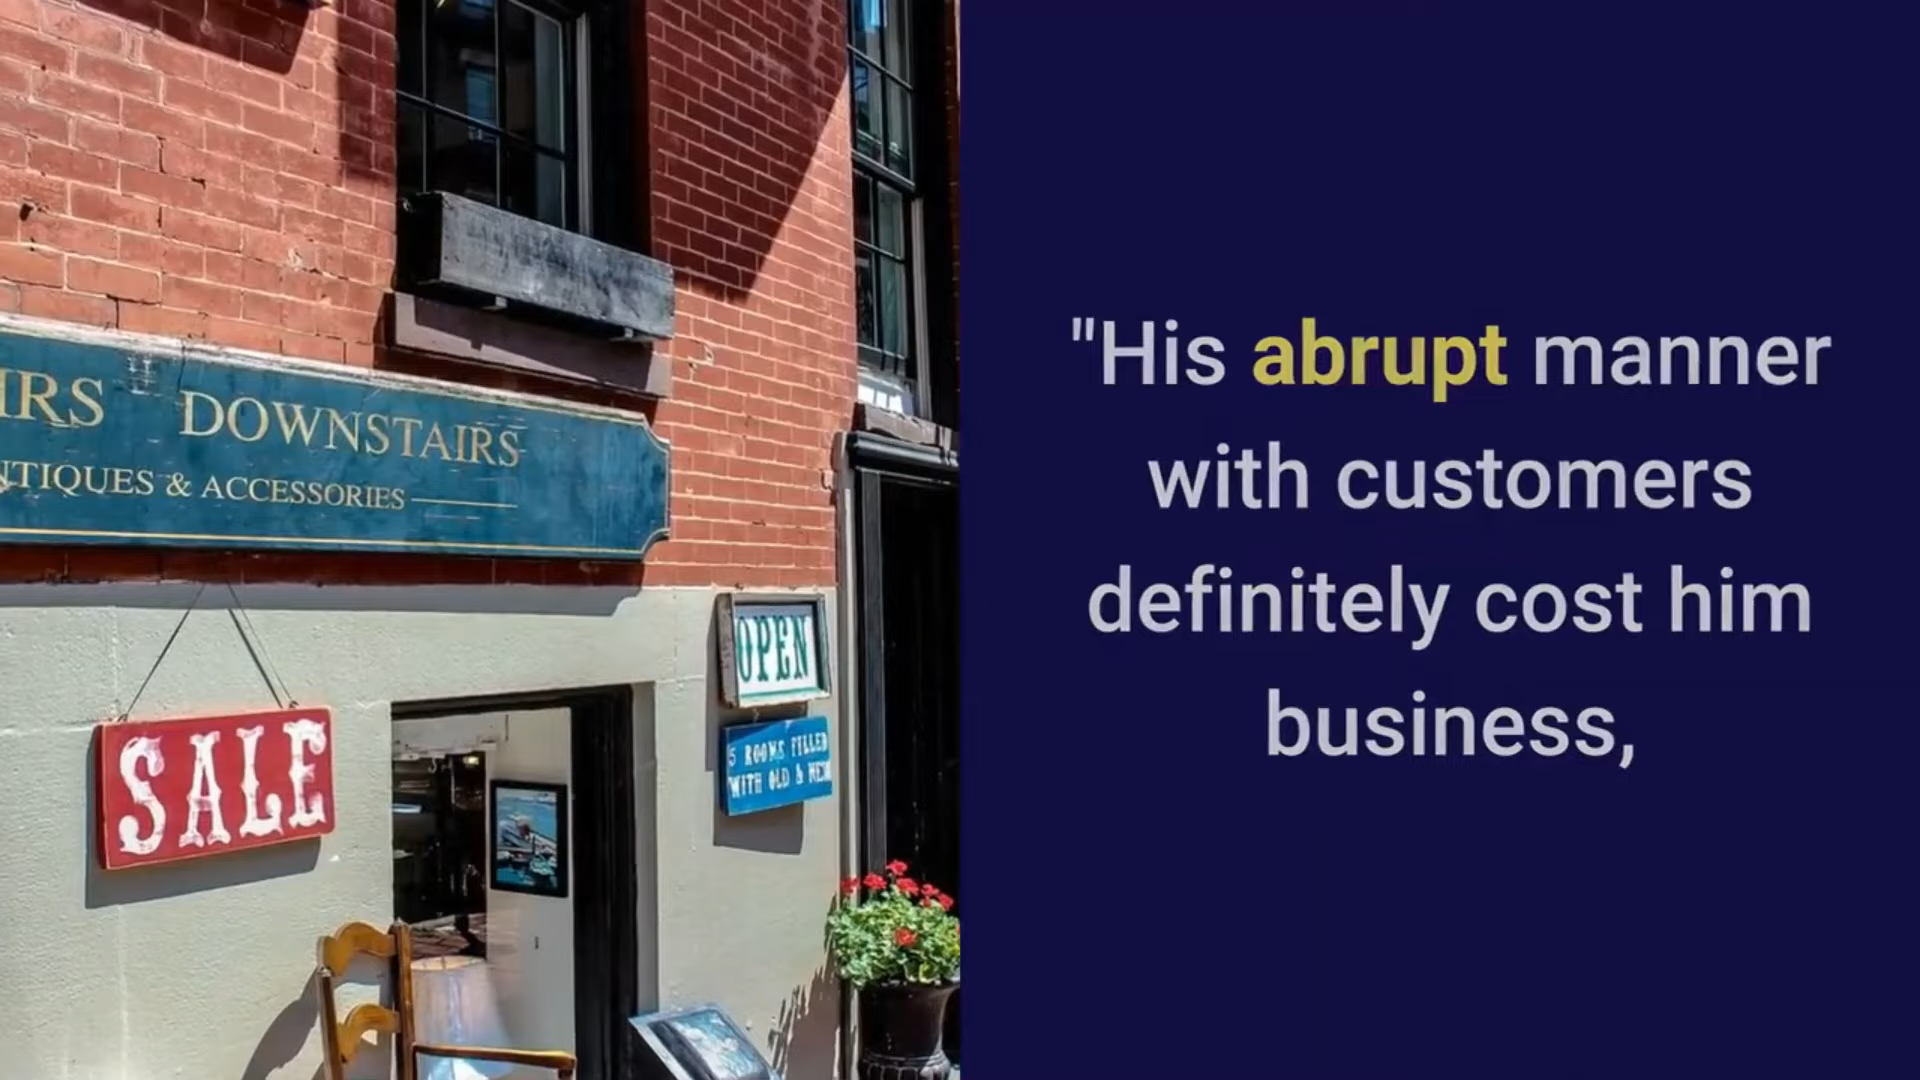 IRS DOWNSTAIRS
NTIQUES & ACCESSORIES
SALE
OPEN
5 ROOMS FILLED
WITH OLD & NEW
"His abrupt manner
with customers
definitely cost him
business,